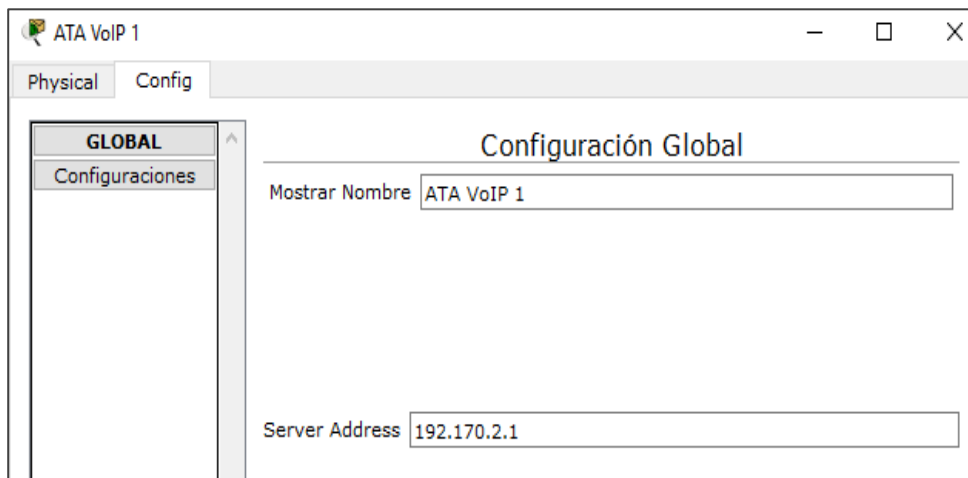 ATA VoIP 1
Physical Config
GLOBAL
Configuraciones
Configuración Global
Mostrar Nombre ATA VoIP 1
Server Address 192.170.2.1